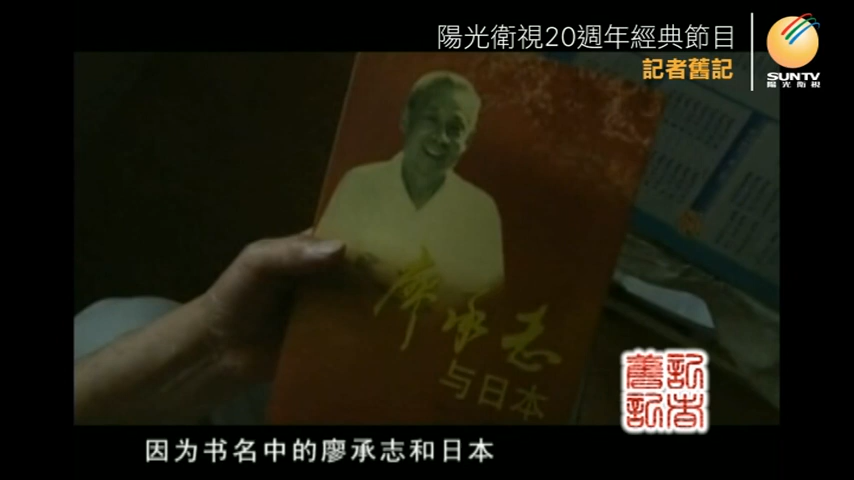 陽光衛視20週年經典節目
記者舊記
SUNTV
陽光衛視
廖承志
与日本
記者
舊記
因为书名中的廖承志和日本